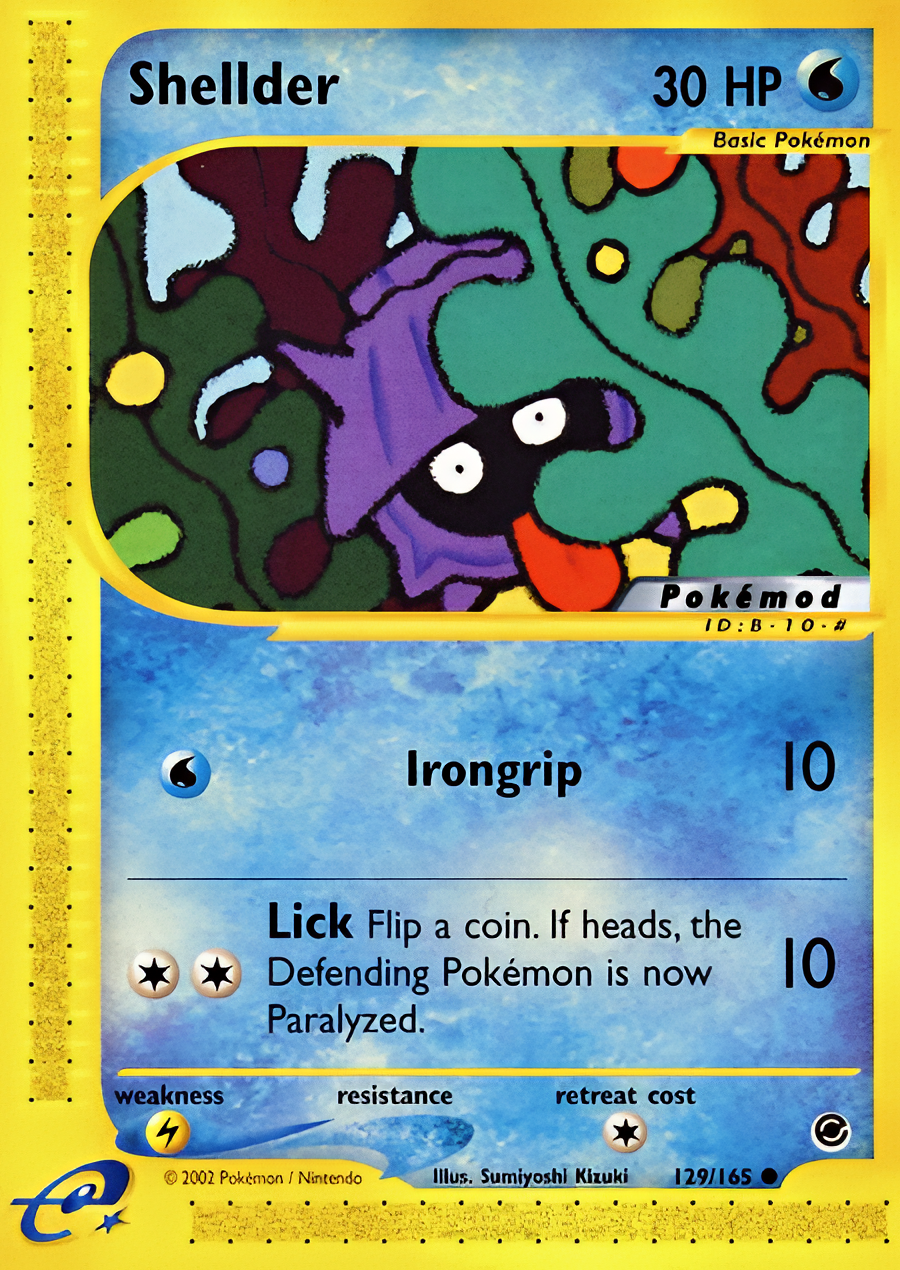 Shellder 30 HP
Basic Pokémon
Pokémod
ID:B-10-#
Irongrip 10
Lick Flip a coin. If heads, the
Defending Pokémon is now 10
Paralyzed.
weakness resistance retreat cost
© 2002 Pokémon / Nintendo Illus. Sumiyoshi Kizuki 129/165
e